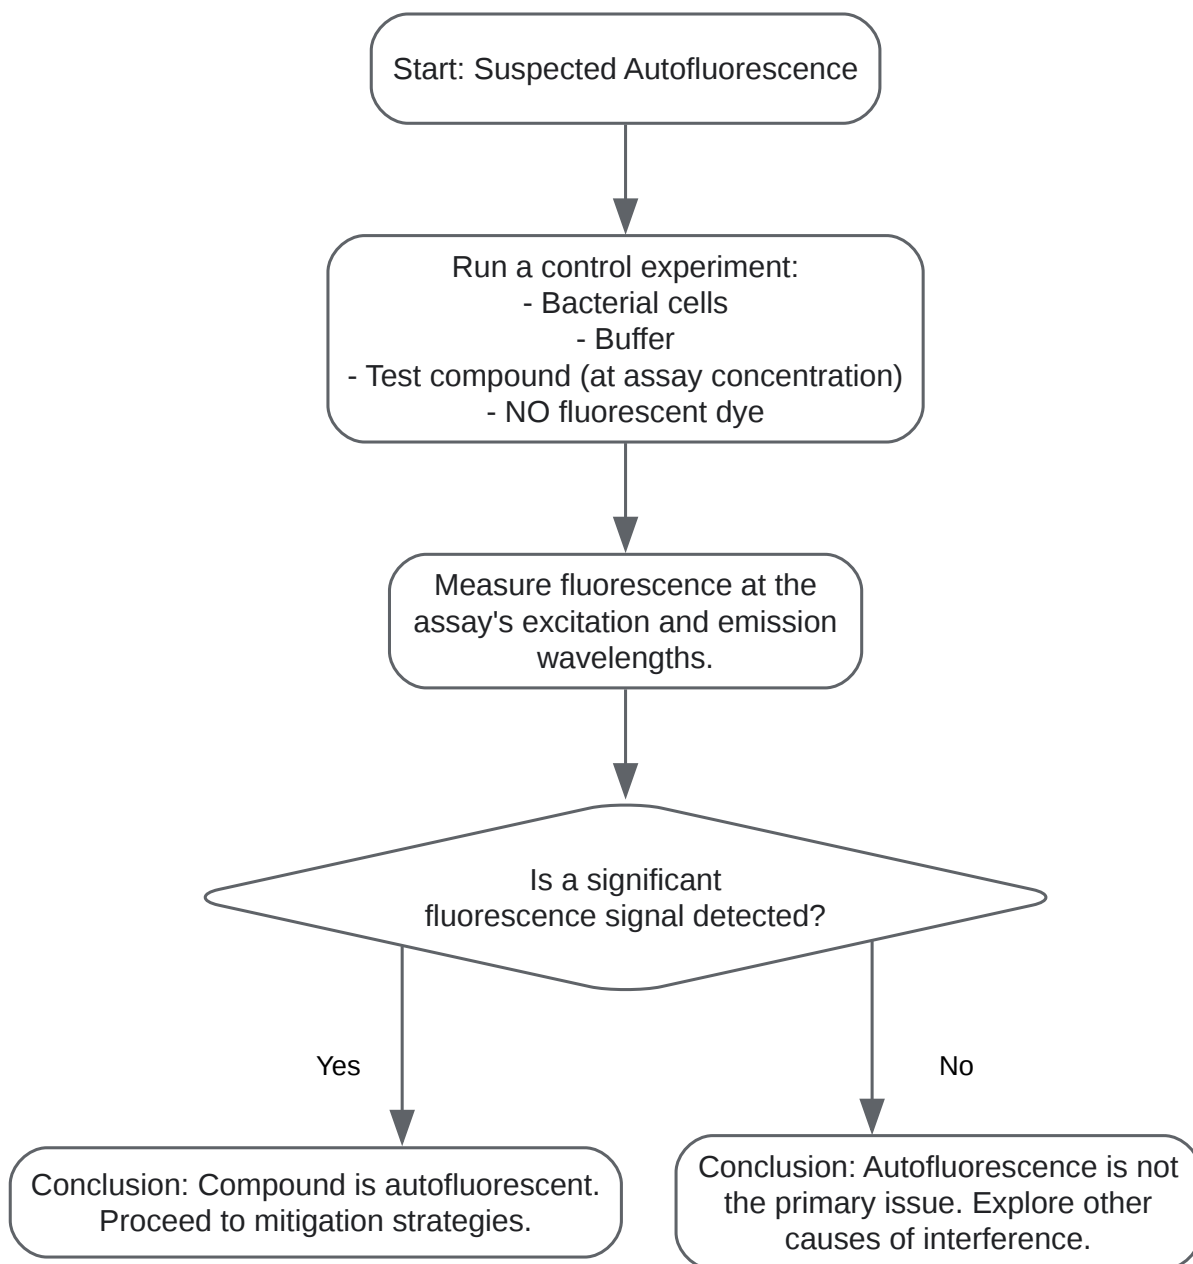 Start: Suspected Autofluorescence
Run a control experiment:
- Bacterial cells
- Buffer
- Test compound (at assay concentration)
- NO fluorescent dye
Measure fluorescence at the
assay's excitation and emission
wavelengths.
Is a significant
fluorescence signal detected?
Yes
No
Conclusion: Compound is autofluorescent.
Proceed to mitigation strategies.
Conclusion: Autofluorescence is not
the primary issue. Explore other
causes of interference.